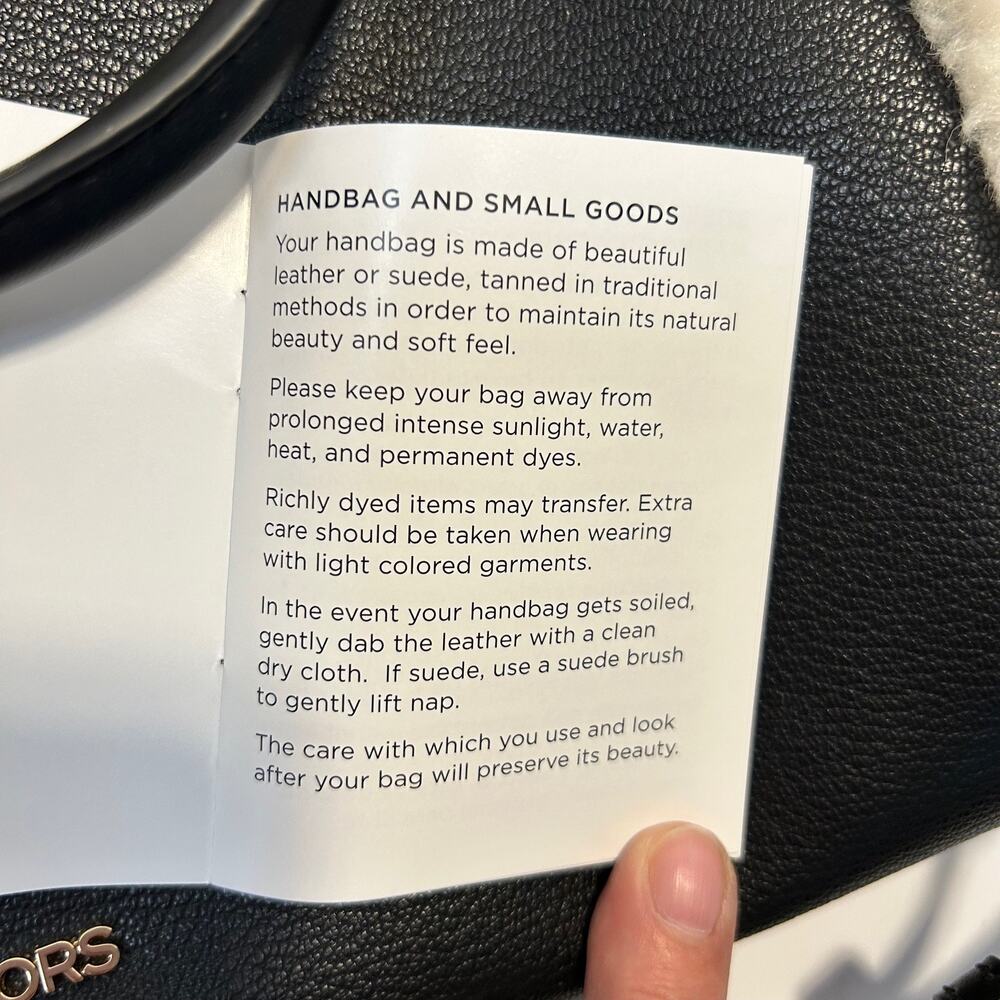 HANDBAG AND SMALL GOODS
Your handbag is made of beautiful
leather or suede, tanned in traditional
methods in order to maintain its natural
beauty and soft feel.
Please keep your bag away from
prolonged intense sunlight, water,
heat, and permanent dyes.
Richly dyed items may transfer. Extra
care should be taken when wearing
with light colored garments.
In the event your handbag gets soiled,
gently dab the leather with a clean
dry cloth.  If suede, use a suede brush
to gently lift nap.
The care with which you use and look
after your bag will preserve its beauty.
ORS